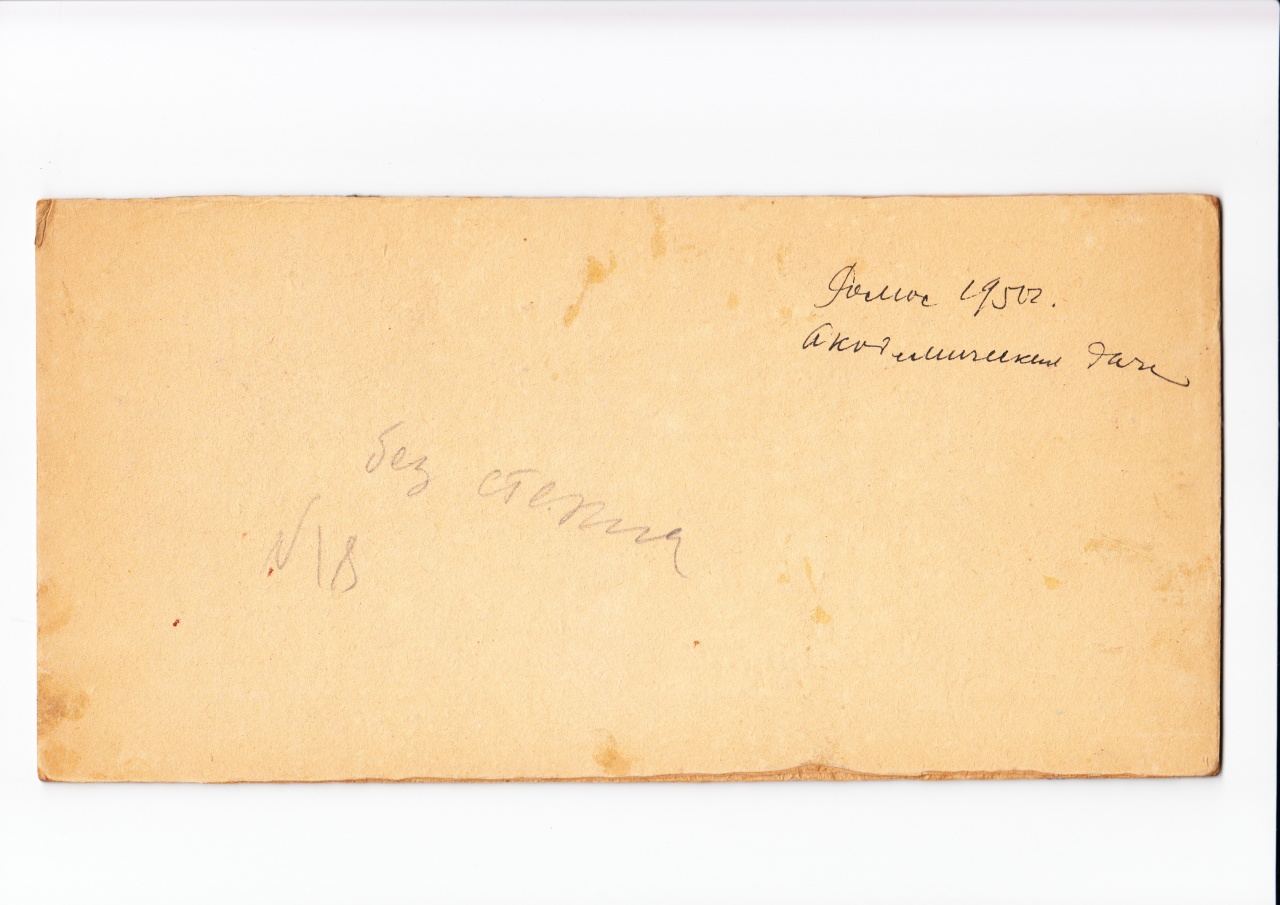 1950г.
Академическая дача
без стекла
№18